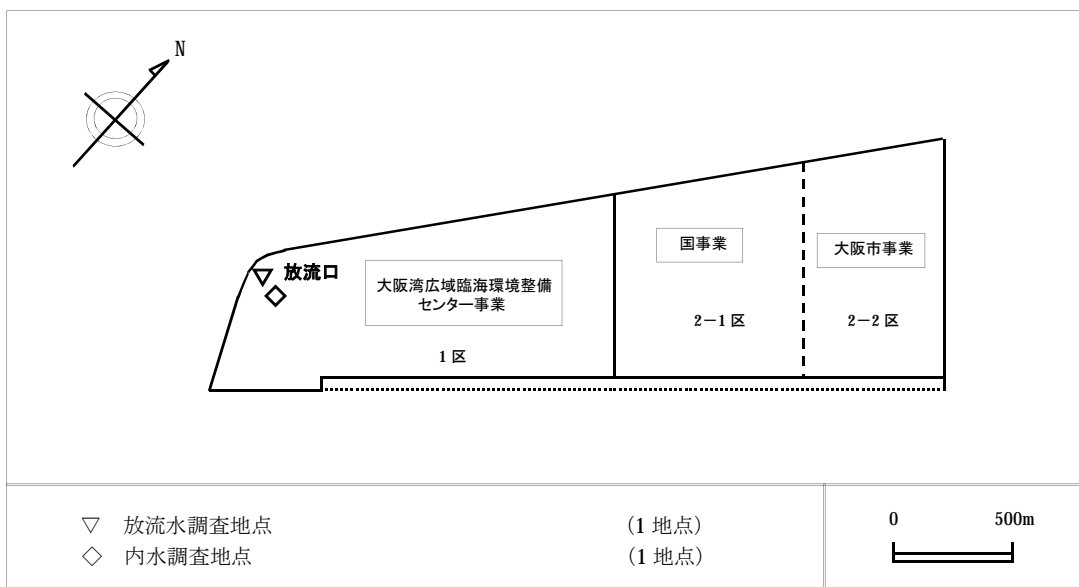 N
国事業
大阪市事業
放流口
大阪湾広域臨海環境整備
センター事業
2－1 区
2－2 区
1 区
▽ 放流水調査地点 (1 地点)
◇ 内水調査地点 (1 地点)
0 500m